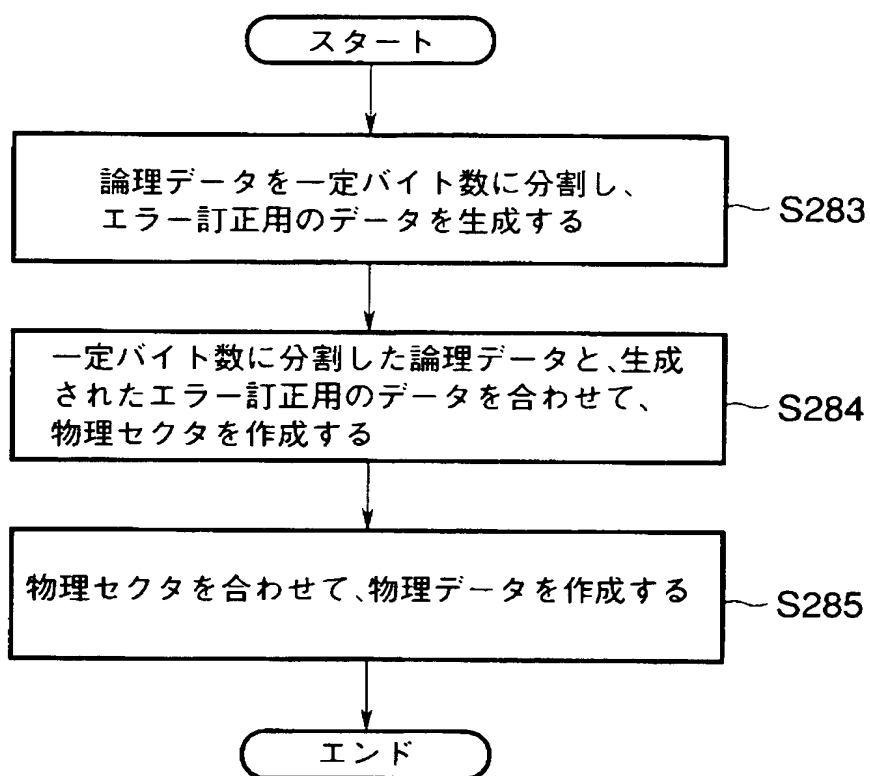 スタート
論理データを一定バイト数に分割し、
エラー訂正用のデータを生成する
S283
一定バイト数に分割した論理データと、生成
されたエラー訂正用のデータを合わせて、
物理セクタを作成する
S284
物理セクタを合わせて、物理データを作成する
S285
エンド